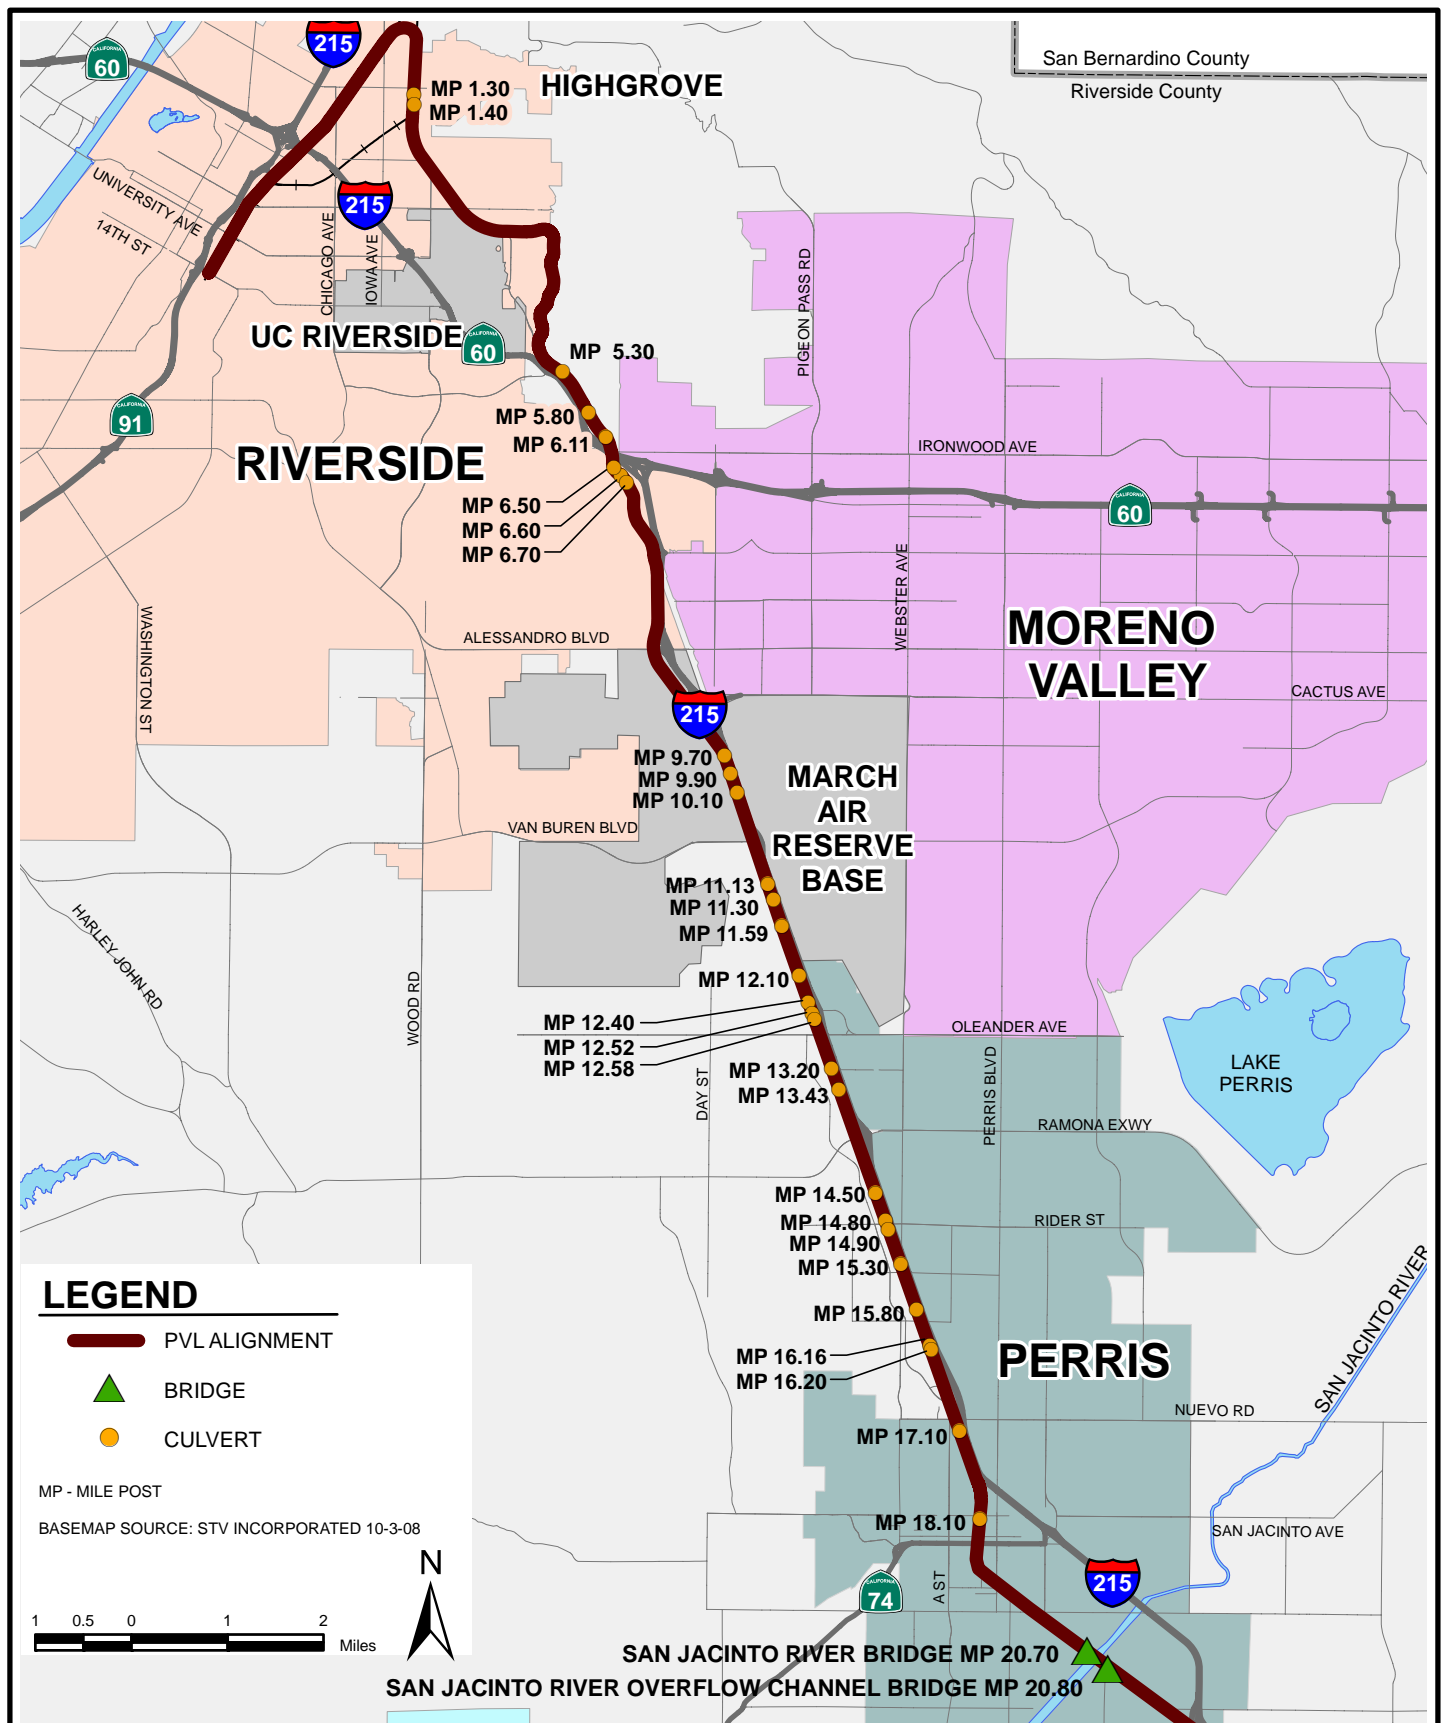 San Bernardino County
Riverside County
CALIFORNIA
60
215
HIGHGROVE
MP 1.30
MP 1.40
UNIVERSITY AVE
14TH ST
215
CHICAGO AVE
IOWA AVE
PIGEON PASS RD
UC RIVERSIDE
CALIFORNIA
60
MP 5.30
CALIFORNIA
91
MP 5.80
MP 6.11
RIVERSIDE
IRONWOOD AVE
MP 6.50
MP 6.60
MP 6.70
CALIFORNIA
60
WEBSTER AVE
WASHINGTON ST
ALESSANDRO BLVD
MORENO
VALLEY
CACTUS AVE
215
MP 9.70
MP 9.90
MP 10.10
MARCH
AIR
RESERVE
BASE
VAN BUREN BLVD
MP 11.13
MP 11.30
MP 11.59
HARLEY JOHN RD
WOOD RD
MP 12.10
MP 12.40
MP 12.52
MP 12.58
OLEANDER AVE
LAKE
PERRIS
DAY ST
MP 13.20
MP 13.43
PERRIS BLVD
RAMONA EXWY
MP 14.50
MP 14.80
MP 14.90
MP 15.30
RIDER ST
SAN JACINTO RIVER
MP 15.80
MP 16.16
MP 16.20
PERRIS
NUEVO RD
MP 17.10
MP 18.10
SAN JACINTO AVE
A ST
CALIFORNIA
74
215
SAN JACINTO RIVER BRIDGE MP 20.70
SAN JACINTO RIVER OVERFLOW CHANNEL BRIDGE MP 20.80
LEGEND
PVL ALIGNMENT
BRIDGE
CULVERT
MP - MILE POST
BASEMAP SOURCE: STV INCORPORATED 10-3-08
N
1 0.5 0 1 2
Miles